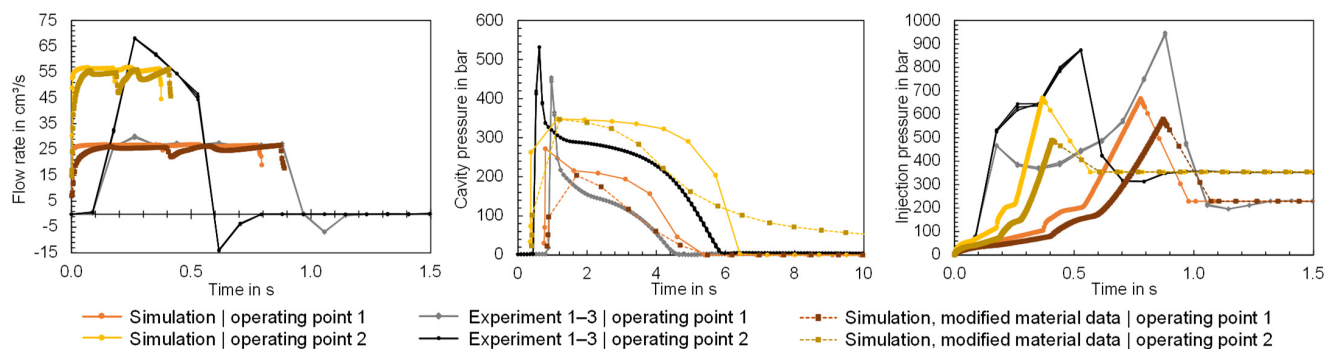 Flow rate in cm³/s
75
65
55
45
35
25
15
5
-5
-15
0.0 0.5 1.0 1.5
Time in s
Cavity pressure in bar
600
500
400
300
200
100
0
0 2 4 6 8 10
Time in s
Injection pressure in bar
1000
900
800
700
600
500
400
300
200
100
0
0.0 0.5 1.0 1.5
Time in s
Simulation | operating point 1
Experiment 1–3 | operating point 1
Simulation, modified material data | operating point 1
Simulation | operating point 2
Experiment 1–3 | operating point 2
Simulation, modified material data | operating point 2